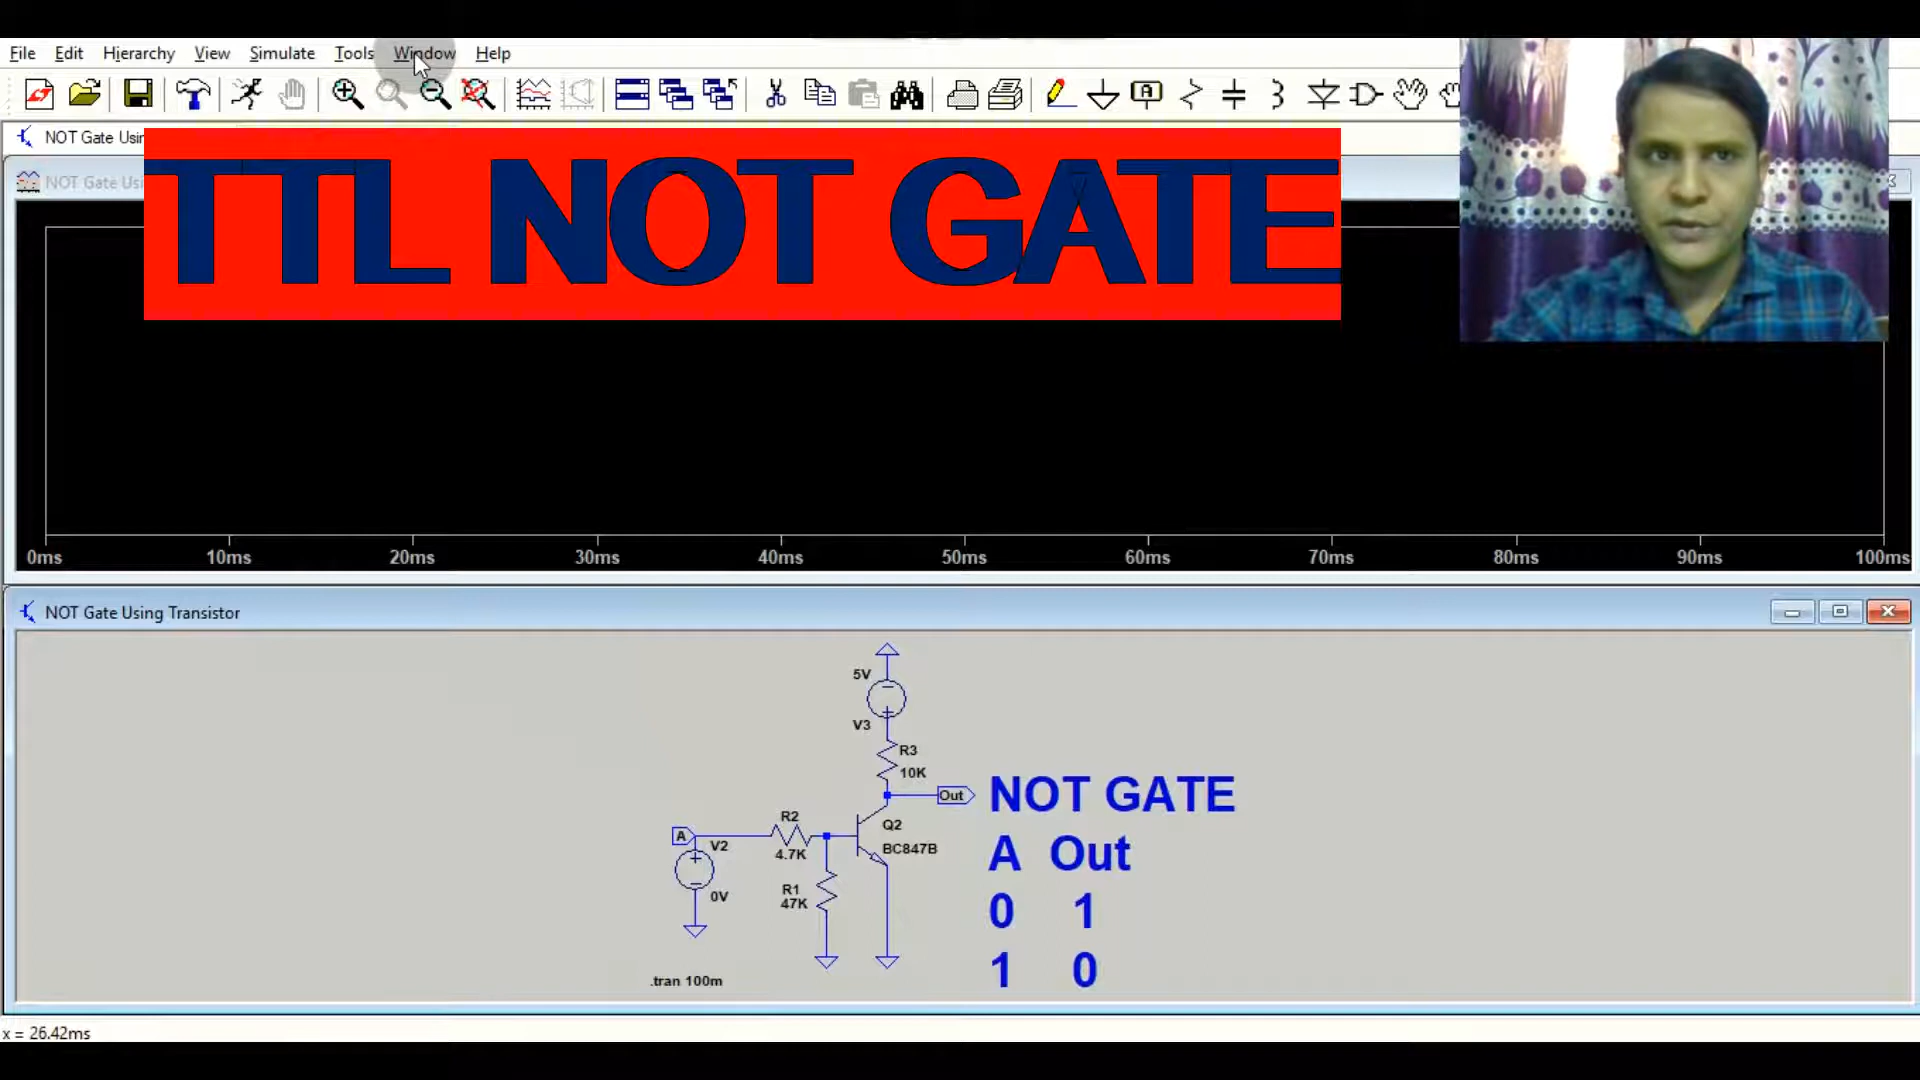 File Edit Hierarchy View Simulate Tools Window Help
A
NOT Gate Usin
TTL NOT GATE
NOT Gate Usi
0ms 10ms 20ms 30ms 40ms 50ms 60ms 70ms 80ms 90ms 100ms
NOT Gate Using Transistor
5V
V3
R3
10K
Out
NOT GATE
A
R2
4.7K
V2
0V
R1
47K
Q2
BC847B
A Out
0 1
1 0
.tran 100m
x = 26.42ms